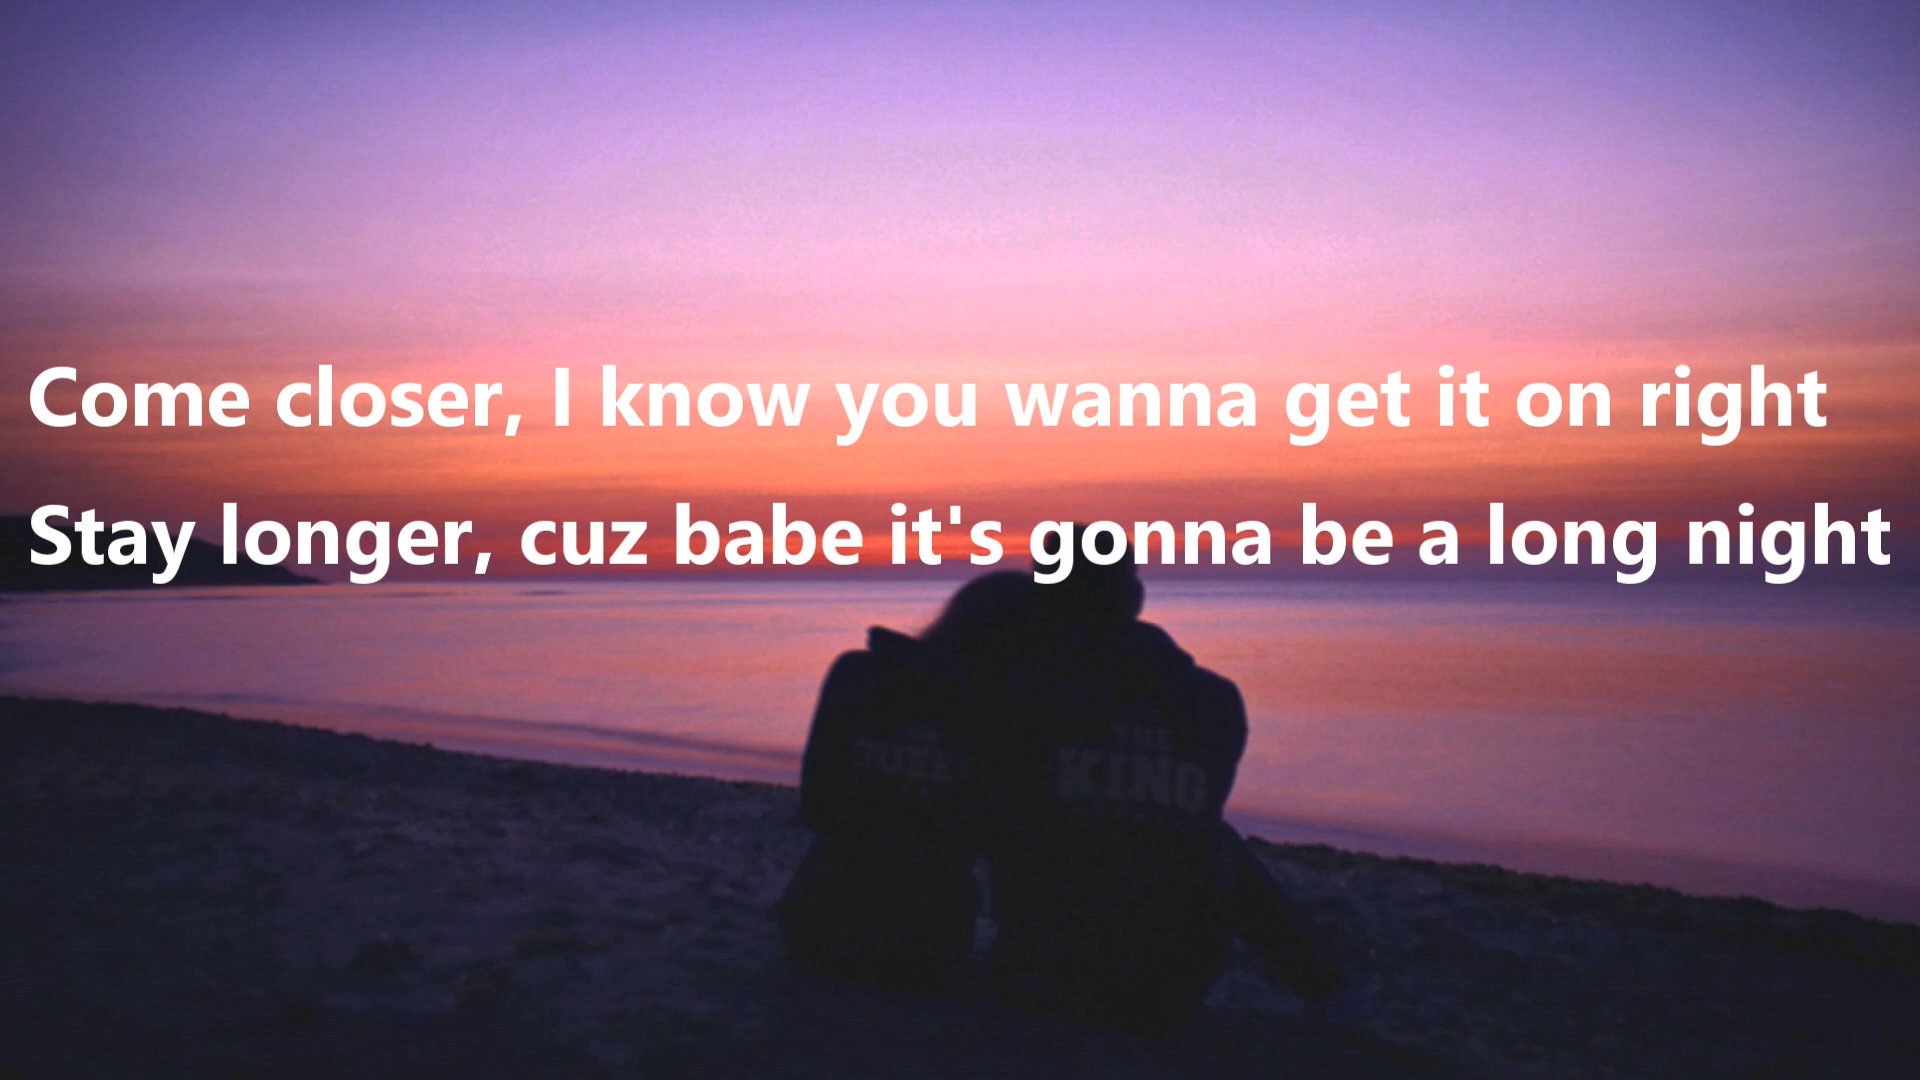 Come closer, I know you wanna get it on right
Stay longer, cuz babe it's gonna be a long night
THE
KING